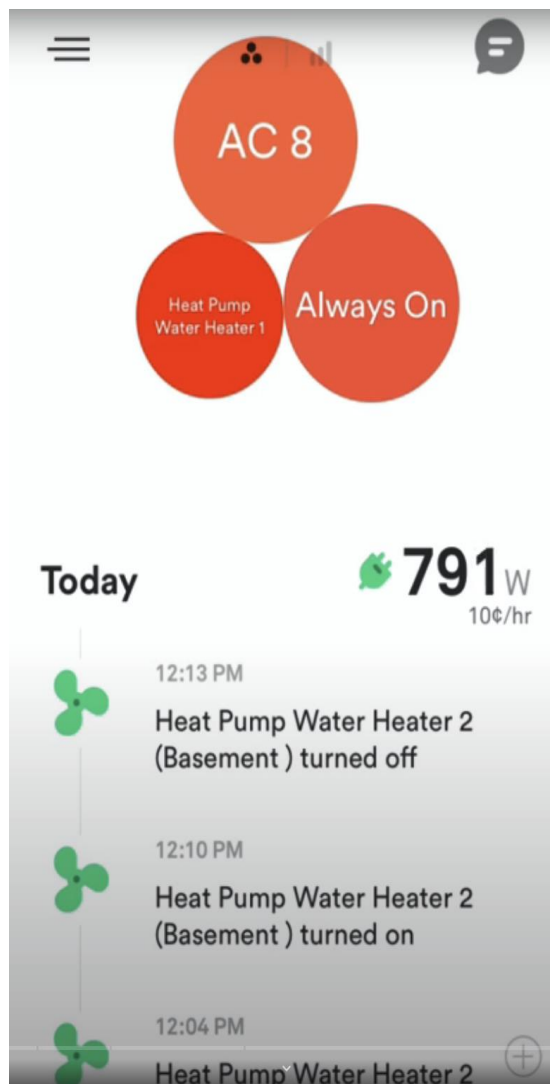 AC 8
Heat Pump
Water Heater 1
Always On
Today
791 W
10¢/hr
12:13 PM
Heat Pump Water Heater 2
(Basement ) turned off
12:10 PM
Heat Pump Water Heater 2
(Basement ) turned on
12:04 PM
Heat Pump Water Heater 2